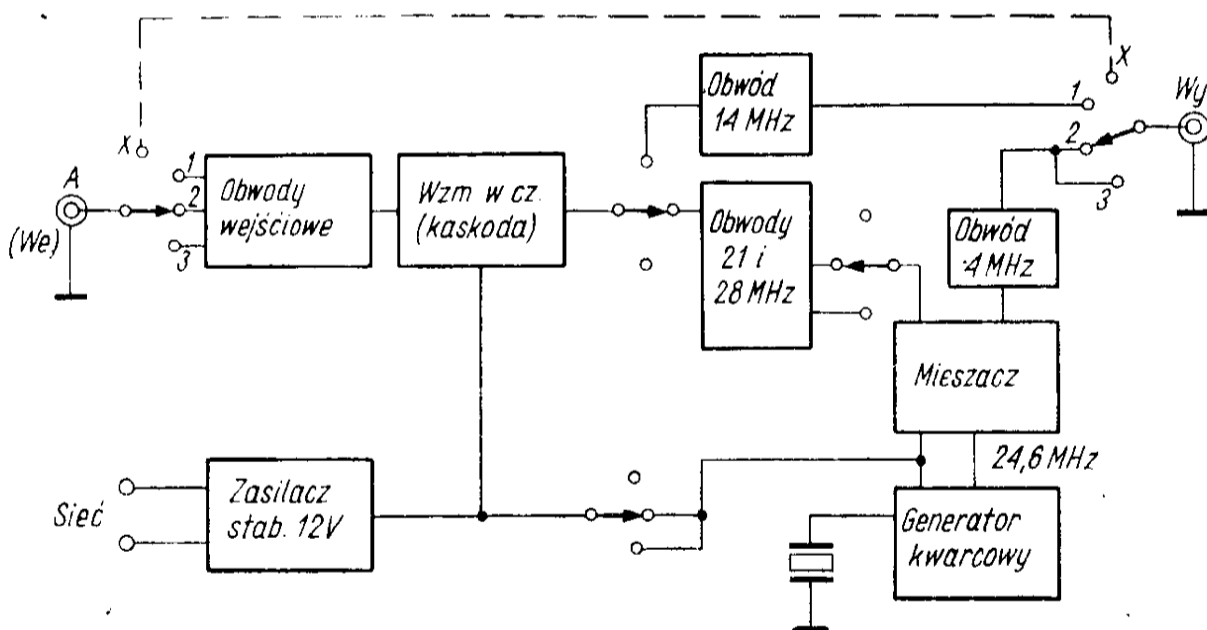 X
X
Obwód
14 MHz
1
Wy
A
1
2
3
(We)
Obwody
wejściowe
Wzm w cz.
(kaskoda)
Obwody
21 i
28 MHz
2
3
Obwód
4 MHz
Mieszacz
24,6 MHz
Sieć
Zasilacz
stab. 12V
Generator
kwarcowy